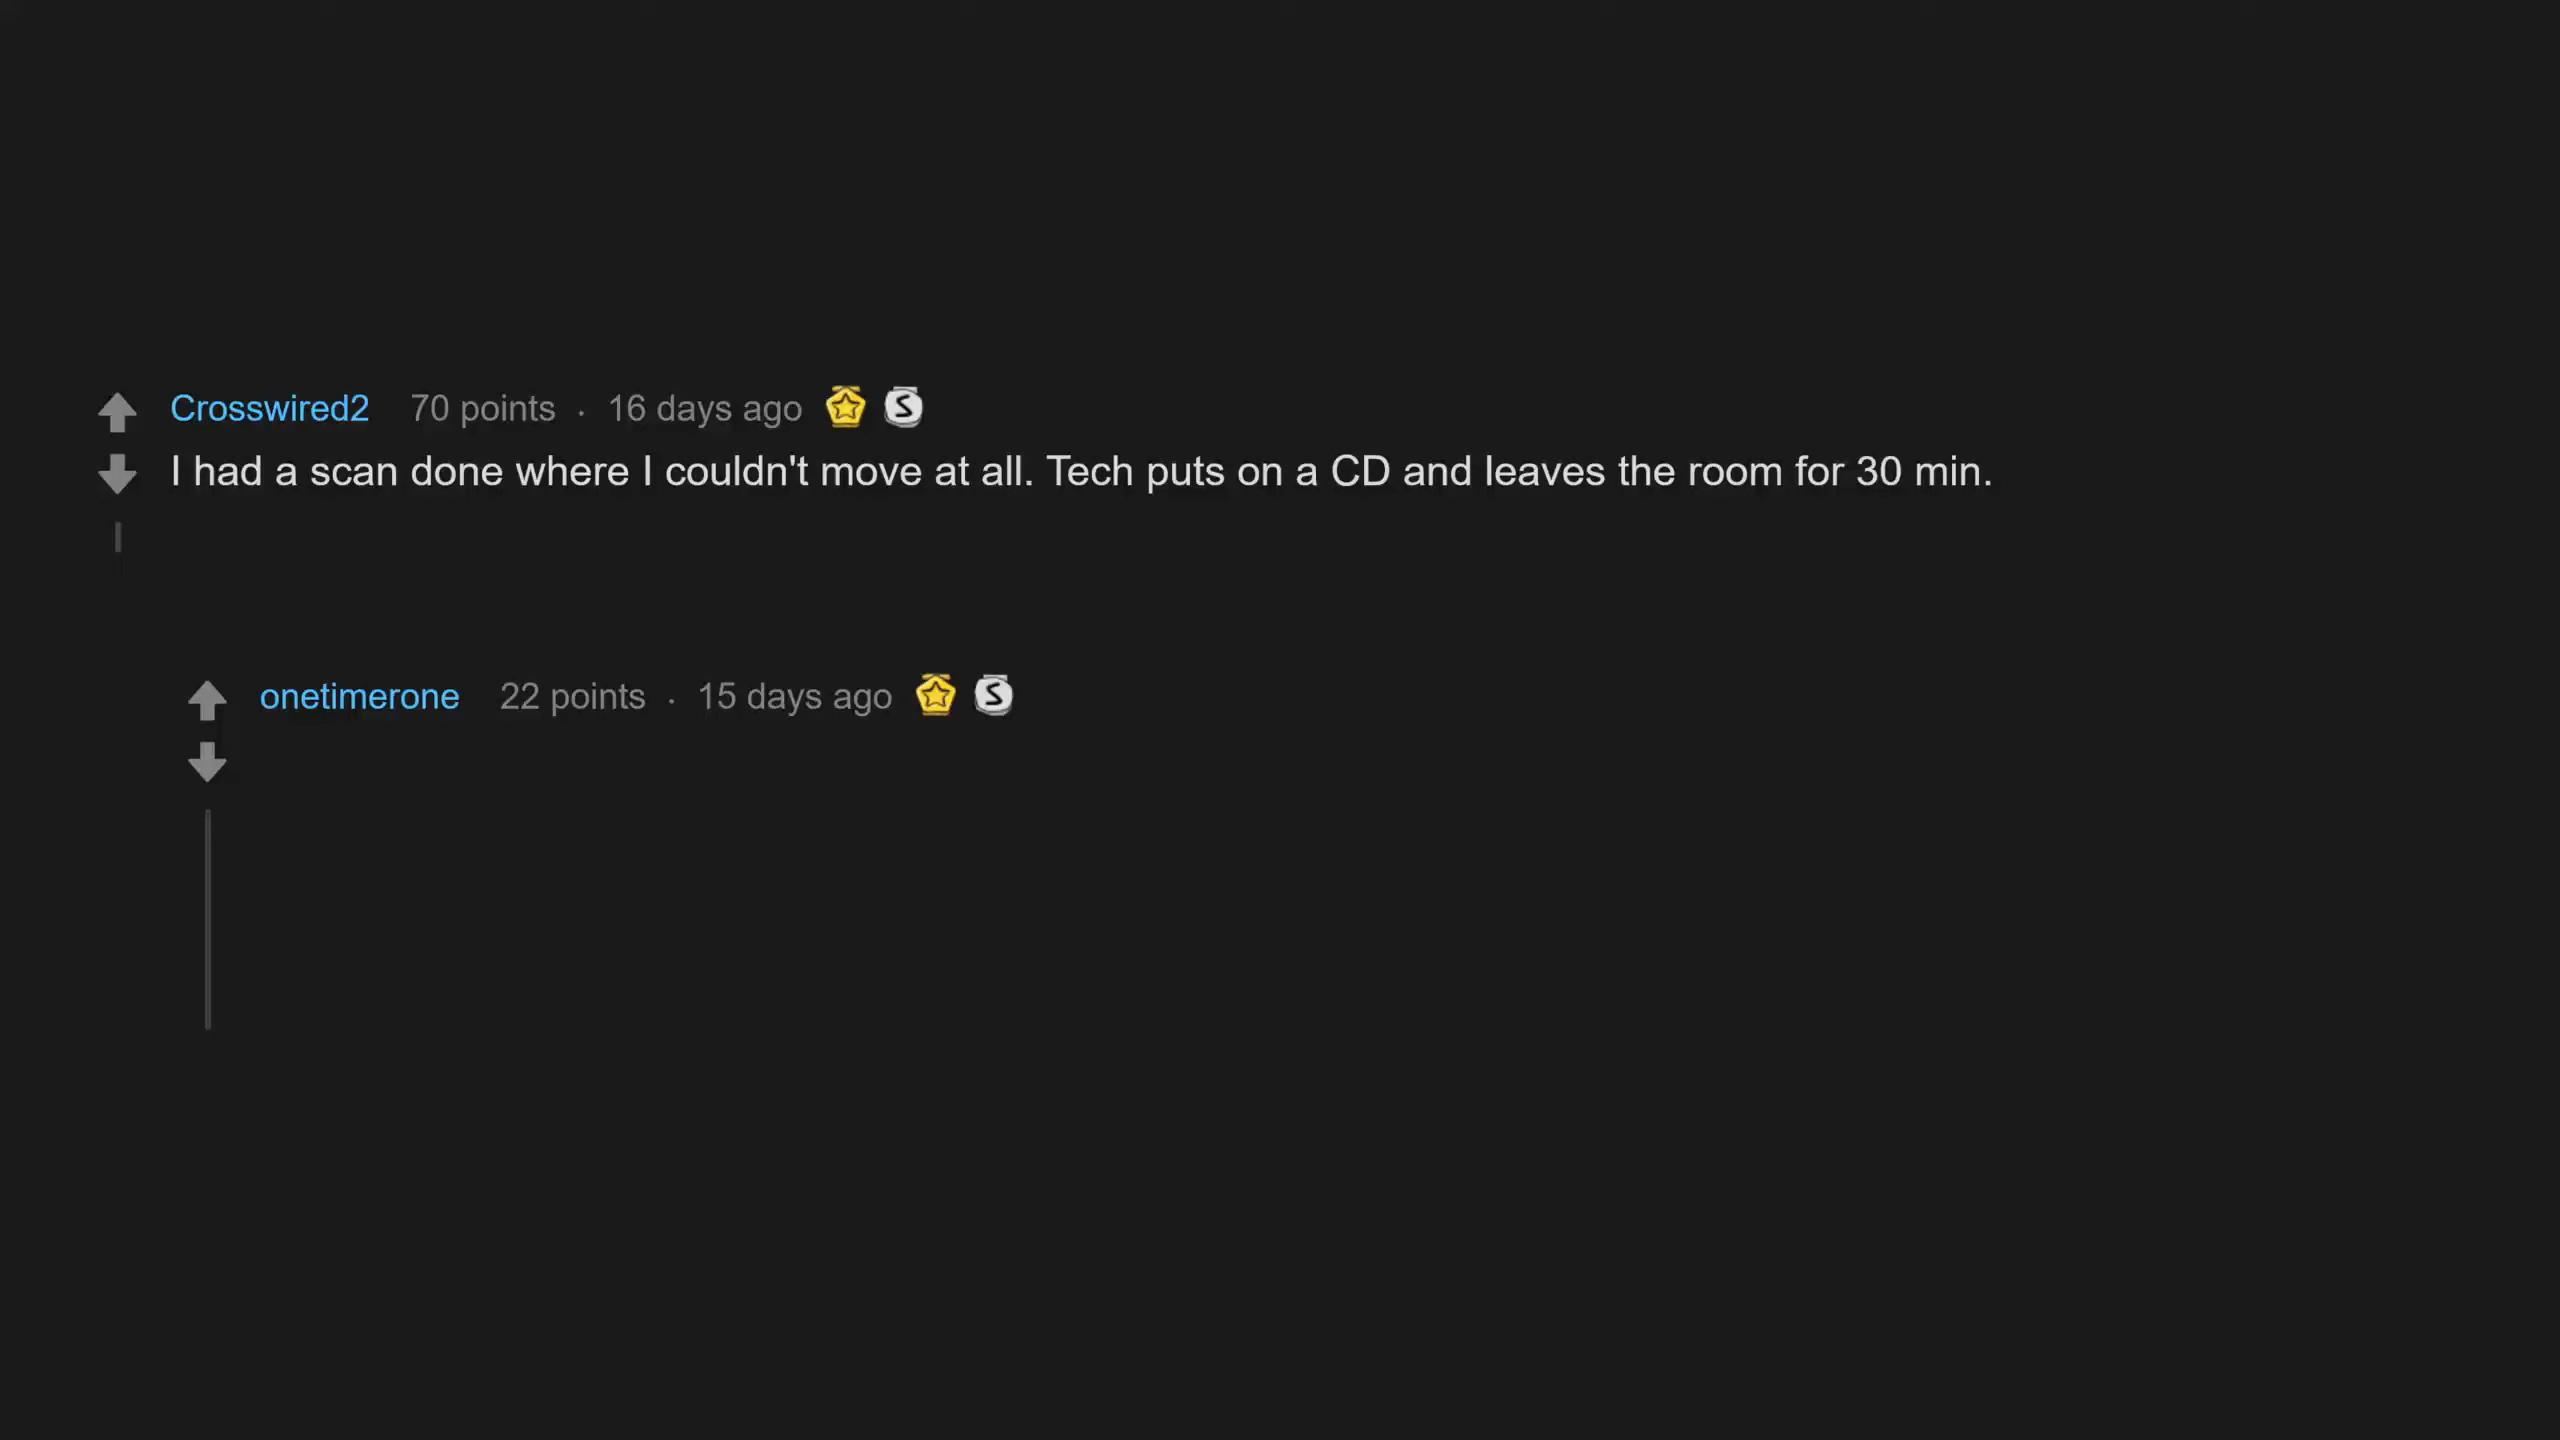 Crosswired2 70 points · 16 days ago S
I had a scan done where I couldn't move at all. Tech puts on a CD and leaves the room for 30 min.
onetimerone 22 points · 15 days ago S